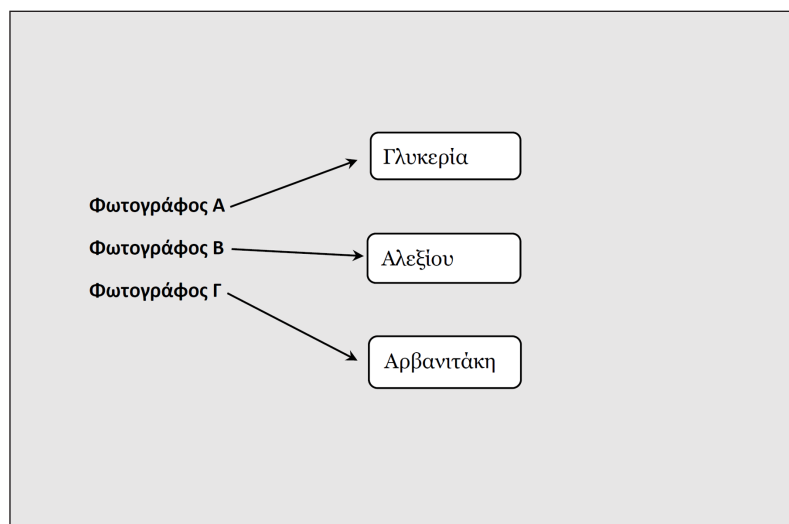 Γλυκερία
Φωτογράφος Α
Φωτογράφος Β
Αλεξίου
Φωτογράφος Γ
Αρβανιτάκη